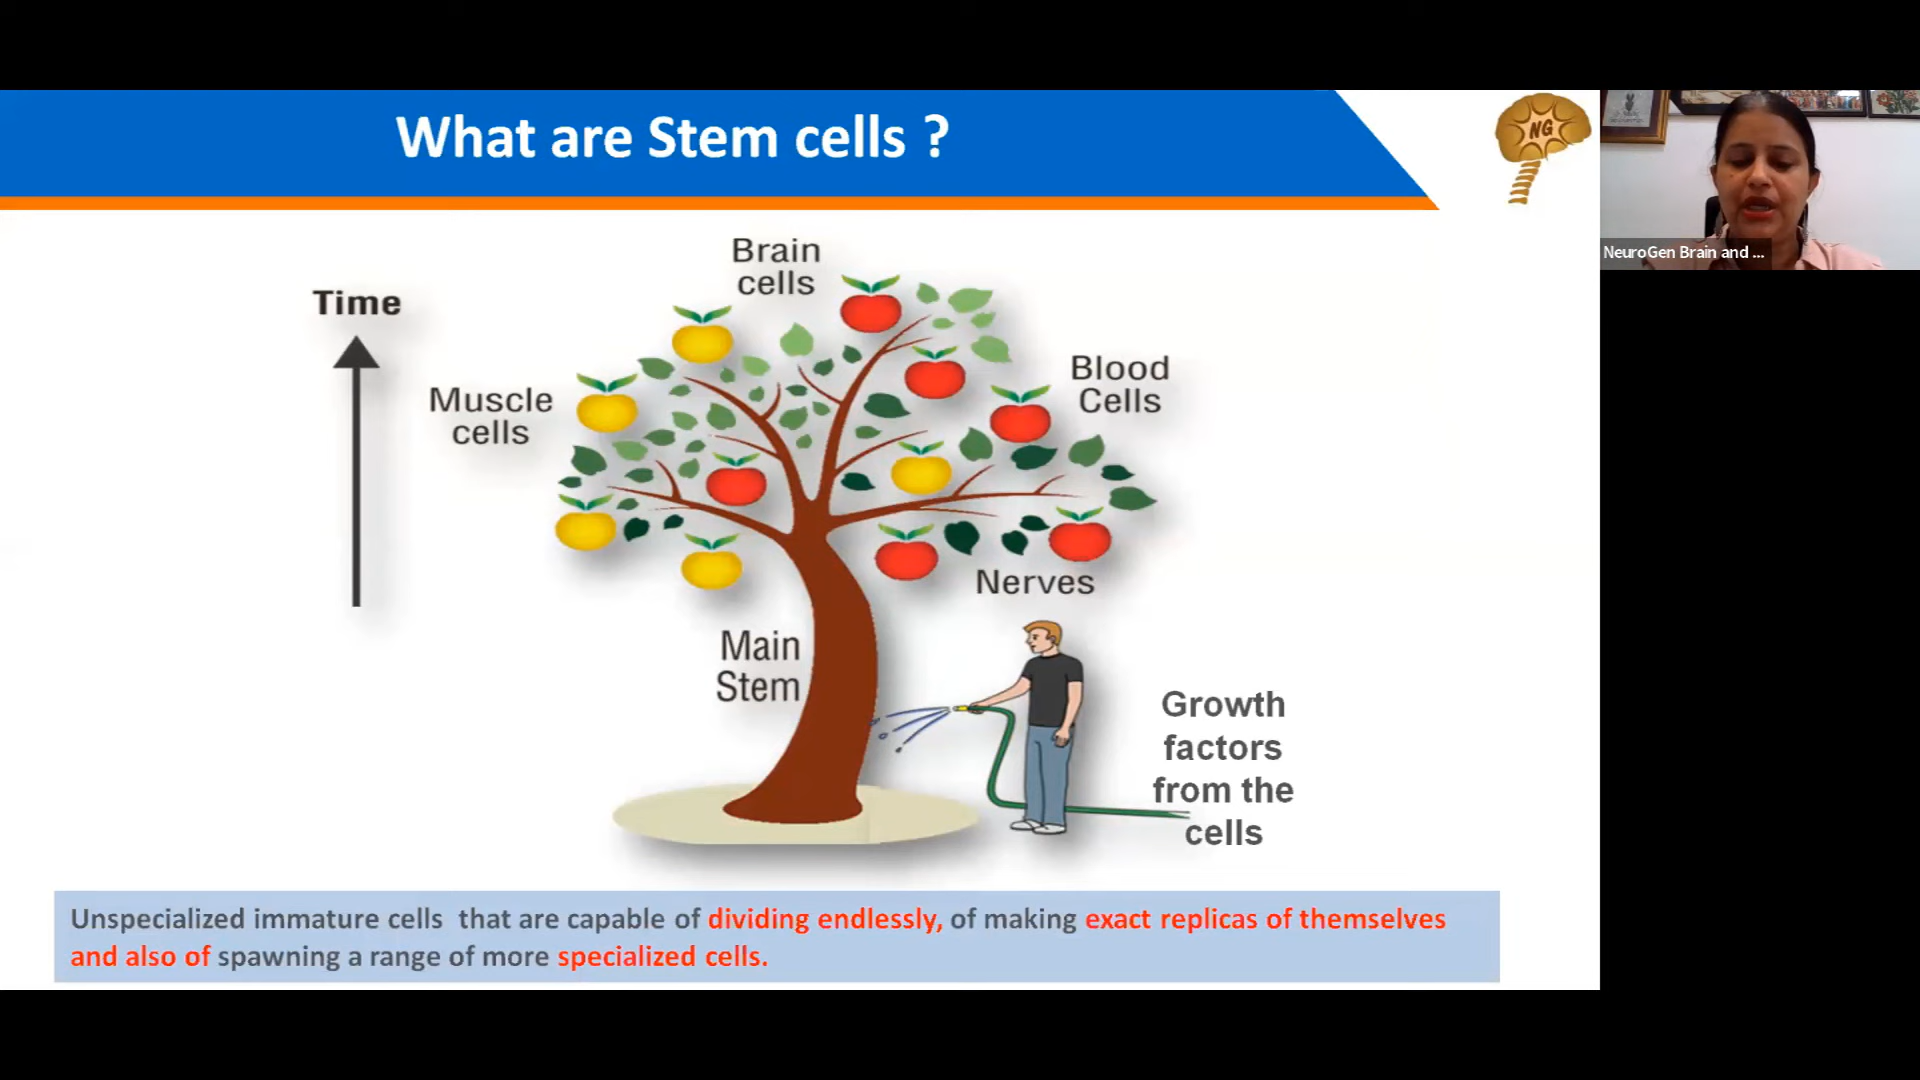 What are Stem cells ?
NG
NeuroGen Brain and ...
Brain
cells
Time
Muscle
cells
Blood
Cells
Nerves
Main
Stem
Growth
factors
from the
cells
Unspecialized immature cells that are capable of dividing endlessly, of making exact replicas of themselves
and also of spawning a range of more specialized cells.